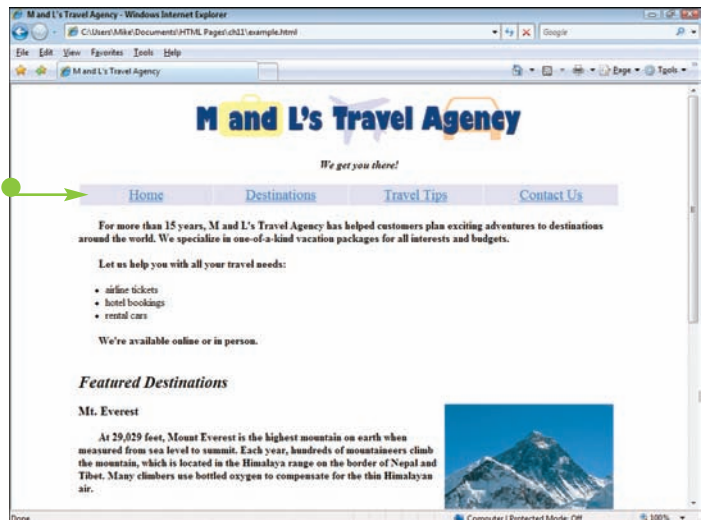 M and L's Travel Agency - Windows Internet Explorer
C:\Users\Mike\Documents\HTML Pages\ch11\example.html
Google
File Edit View Favorites Tools Help
M and L's Travel Agency
Page Tools
M and L's Travel Agency
We get you there!
Home Destinations Travel Tips Contact Us
For more than 15 years, M and L's Travel Agency has helped customers plan exciting adventures to destinations
around the world. We specialize in one-of-a-kind vacation packages for all interests and budgets.
Let us help you with all your travel needs:
• airline tickets
• hotel bookings
• rental cars
We're available online or in person.
Featured Destinations
Mt. Everest
At 29,029 feet, Mount Everest is the highest mountain on earth when
measured from sea level to summit. Each year, hundreds of mountaineers climb
the mountain, which is located in the Himalaya range on the border of Nepal and
Tibet. Many climbers use bottled oxygen to compensate for the thin Himalayan
air.
Done Computer | Protected Mode: Off 100%